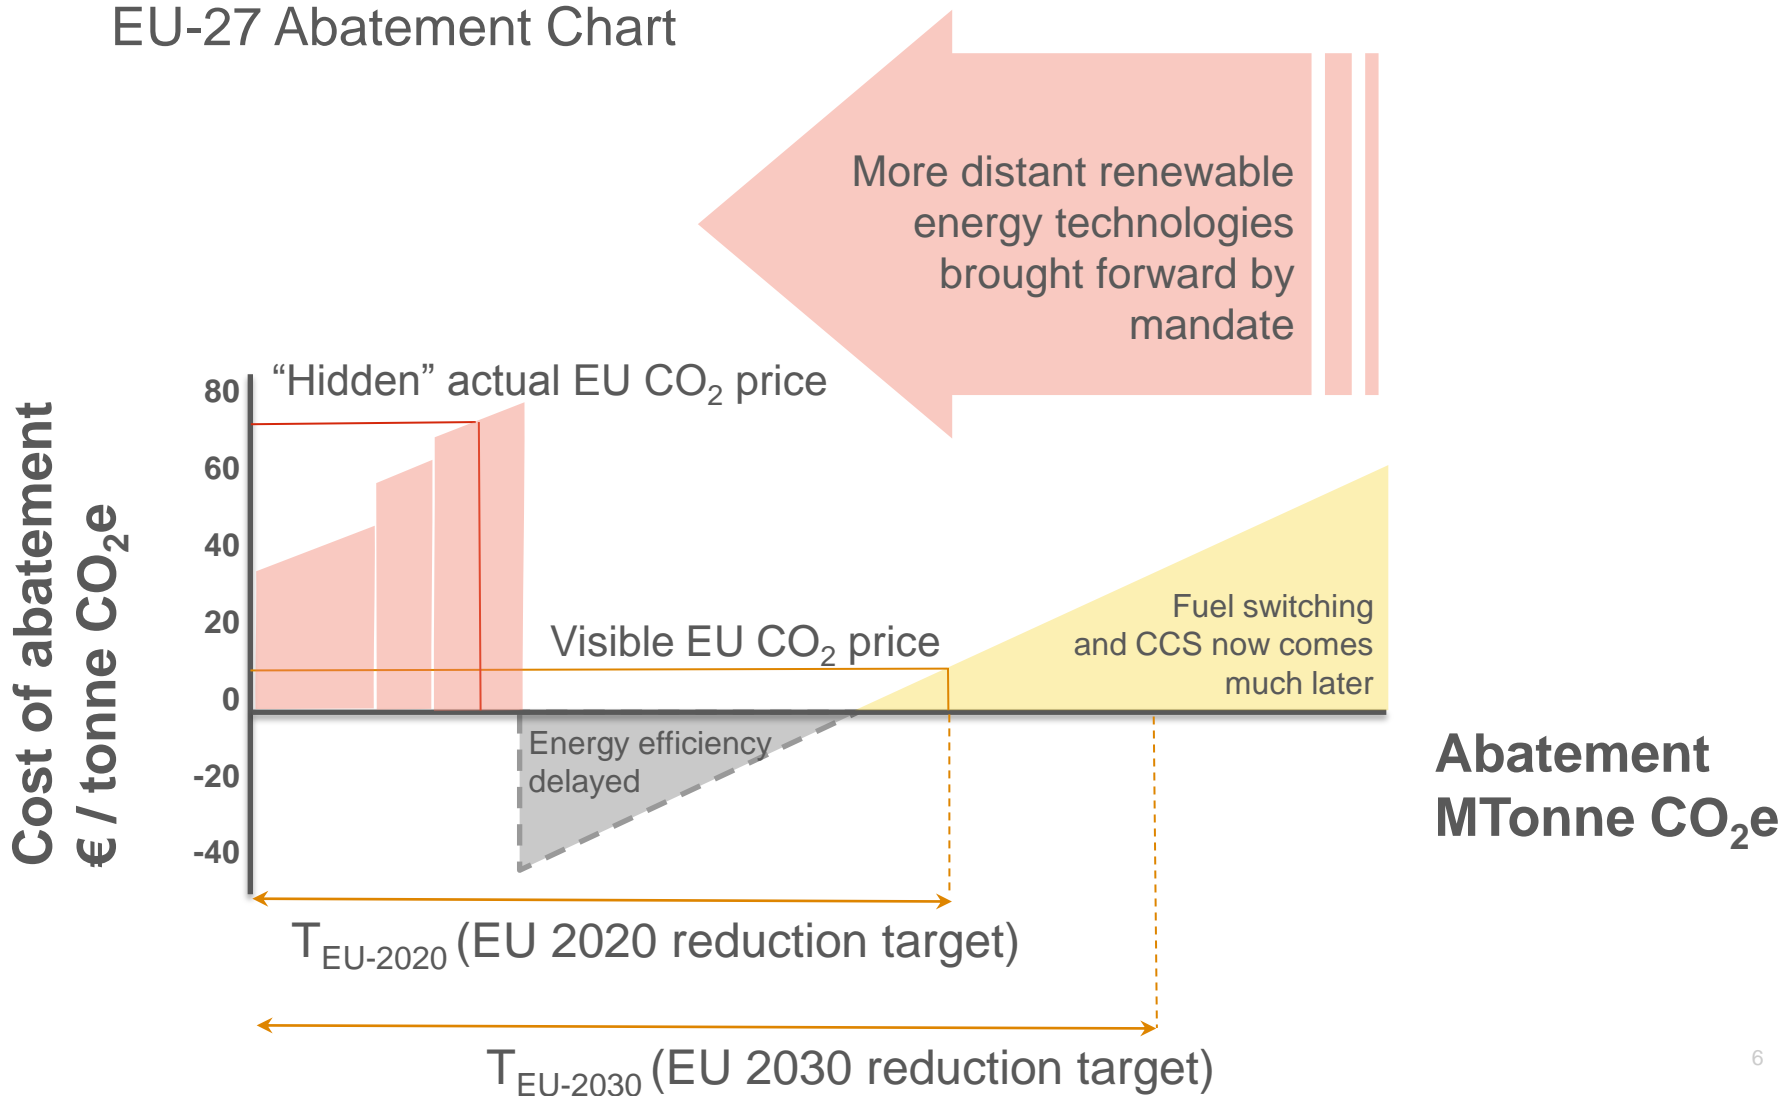 EU-27 Abatement Chart
More distant renewable
energy technologies
brought forward by
mandate
“Hidden” actual EU CO₂ price
80
60
40
20
0
-20
-40
Cost of abatement
€ / tonne CO₂e
Visible EU CO₂ price
Fuel switching
and CCS now comes
much later
Energy efficiency
delayed
Abatement
MTonne CO₂e
T_EU-2020 (EU 2020 reduction target)
T_EU-2030 (EU 2030 reduction target)
6